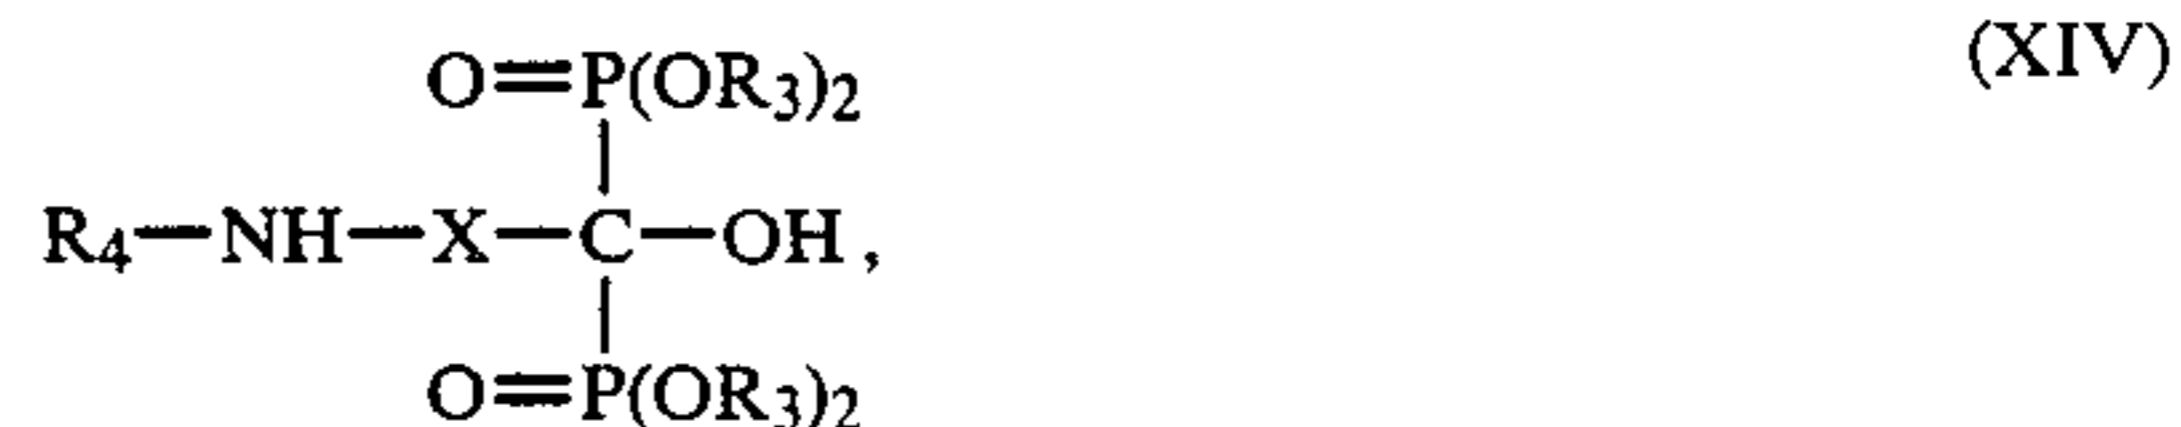 (XIV)
O=P(OR3)2
R4—NH—X—C—OH,
O=P(OR3)2